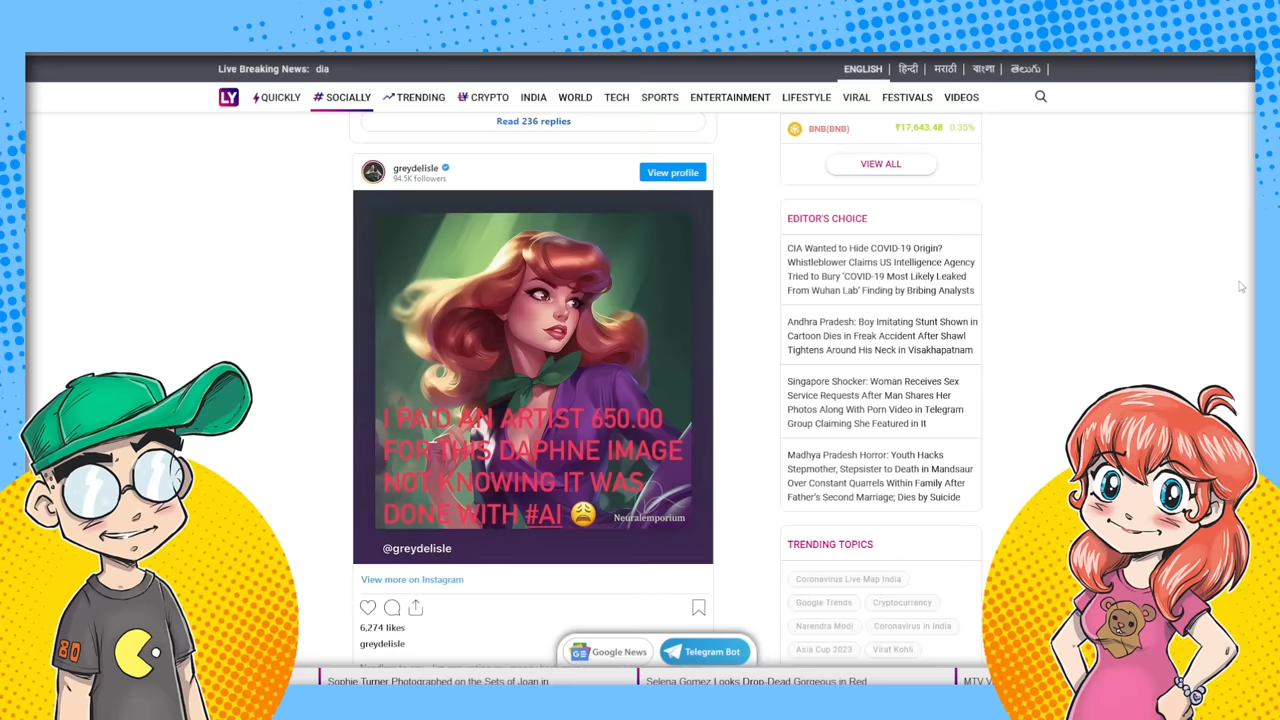 Live Breaking News: dia
ENGLISH | हिन्दी | मराठी | বাংলা | తెలుగు |
LY QUICKLY # SOCIALLY TRENDING CRYPTO INDIA WORLD TECH SPORTS ENTERTAINMENT LIFESTYLE VIRAL FESTIVALS VIDEOS
Read 236 replies
greydelisle
94.5K followers
View profile
I PAID AN ARTIST 650.00
FOR THIS DAPHNE IMAGE
NOT KNOWING IT WAS
DONE WITH #AI 😩
Neuralemporium
@greydelisle
View more on Instagram
6,274 likes
greydelisle
BNB(BNB) ₹17,643.48 0.35%
VIEW ALL
EDITOR'S CHOICE
CIA Wanted to Hide COVID-19 Origin?
Whistleblower Claims US Intelligence Agency
Tried to Bury 'COVID-19 Most Likely Leaked
From Wuhan Lab' Finding by Bribing Analysts
Andhra Pradesh: Boy Imitating Stunt Shown in
Cartoon Dies in Freak Accident After Shawl
Tightens Around His Neck in Visakhapatnam
Singapore Shocker: Woman Receives Sex
Service Requests After Man Shares Her
Photos Along With Porn Video in Telegram
Group Claiming She Featured in It
Madhya Pradesh Horror: Youth Hacks
Stepmother, Stepsister to Death in Mandsaur
Over Constant Quarrels Within Family After
Father's Second Marriage; Dies by Suicide
TRENDING TOPICS
Coronavirus Live Map India
Google Trends Cryptocurrency
Narendra Modi Coronavirus in India
Asia Cup 2023 Virat Kohli
Google News Telegram Bot
Sophie Turner Photographed on the Sets of Joan in
Selena Gomez Looks Drop-Dead Gorgeous in Red
MTV V
80